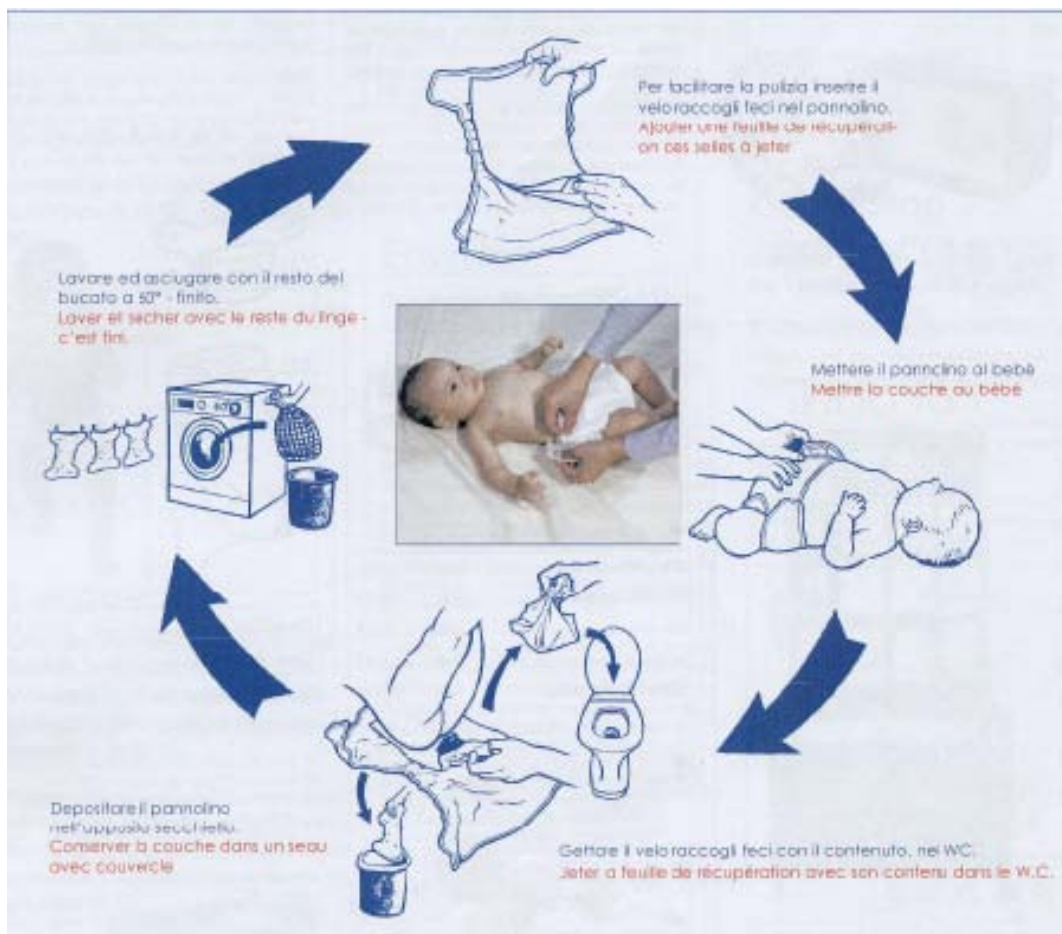 Per facilitare la pulizia inserire il
velo raccogli feci nel pannolino.
Ajouter une feuille de récupérati-
on des selles à jeter
Mettere il pannolino al bebè
Mettre la couche au bébé
Gettare il velo raccogli feci con il contenuto, nel WC.
Jeter a feuille de récupération avec son contenu dans le W.C.
Depositare il pannolino
nell'apposito secchiello.
Conserver la couche dans un seau
avec couvercle
Lavare ed asciugare con il resto del
bucato a 60° - finito.
Laver et secher avec le reste du linge -
c'est fini.